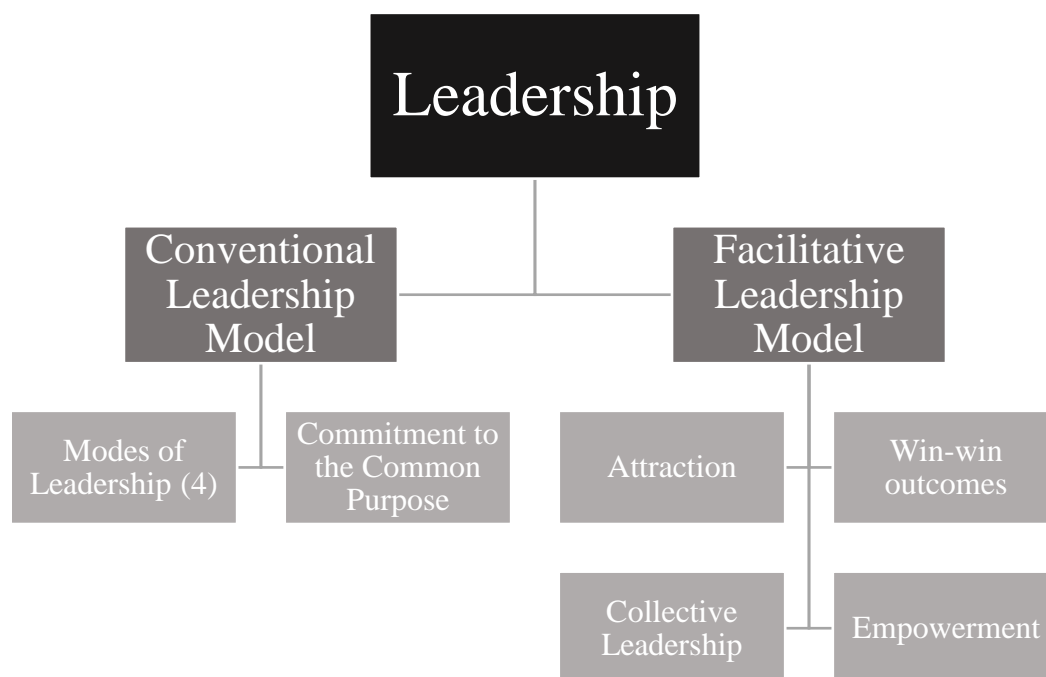 Leadership
Conventional
Leadership
Model
Facilitative
Leadership
Model
Modes of
Leadership (4)
Commitment to
the Common
Purpose
Attraction
Win-win
outcomes
Collective
Leadership
Empowerment